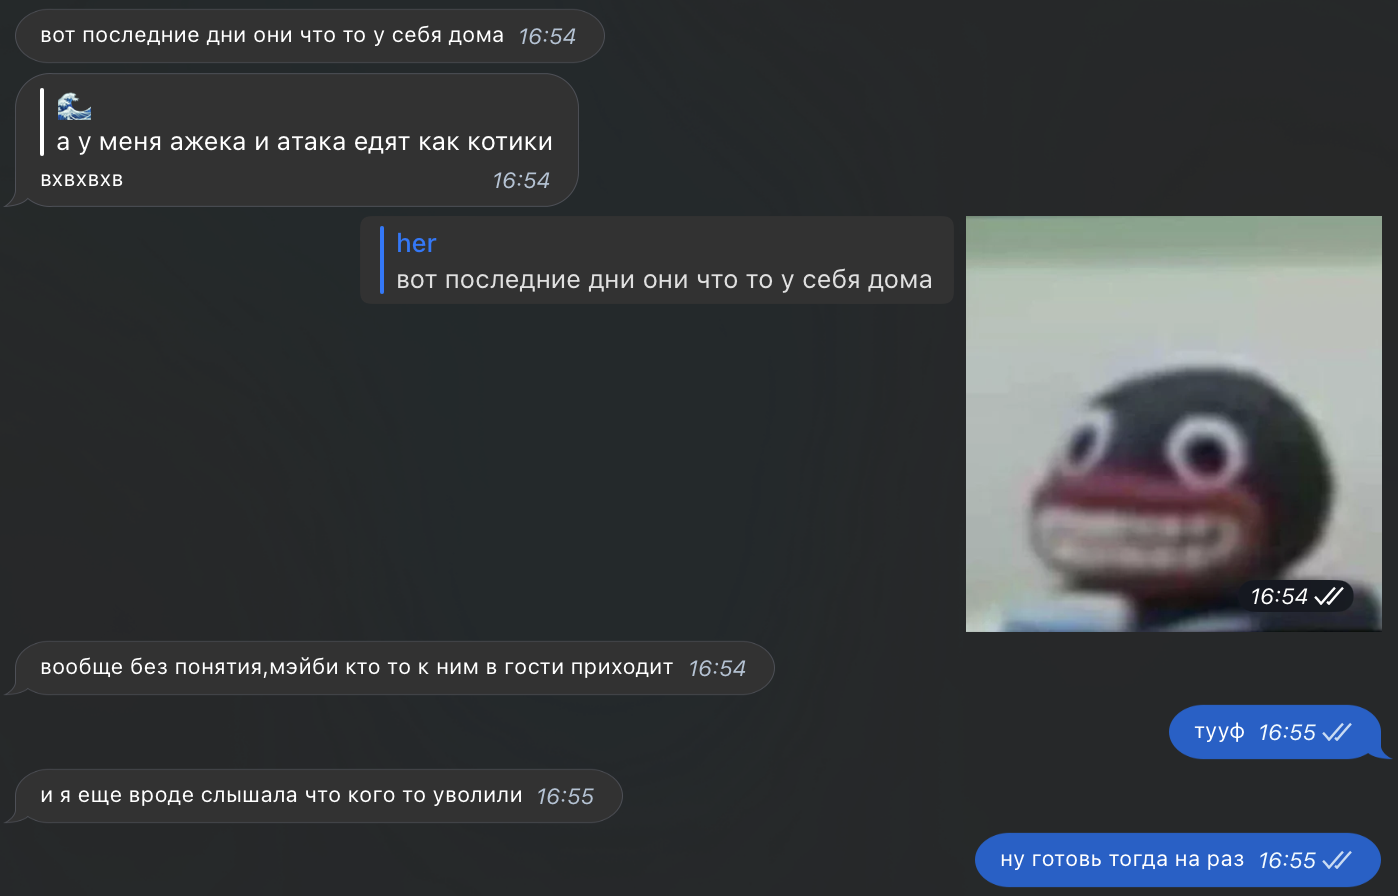 вот последние дни они что то у себя дома 16:54
🌊
а у меня ажека и атака едят как котики
вхвхвхв 16:54
her
вот последние дни они что то у себя дома
16:54
вообще без понятия,мэйби кто то к ним в гости приходит 16:54
тууф 16:55
и я еще вроде слышала что кого то уволили 16:55
ну готовь тогда на раз 16:55